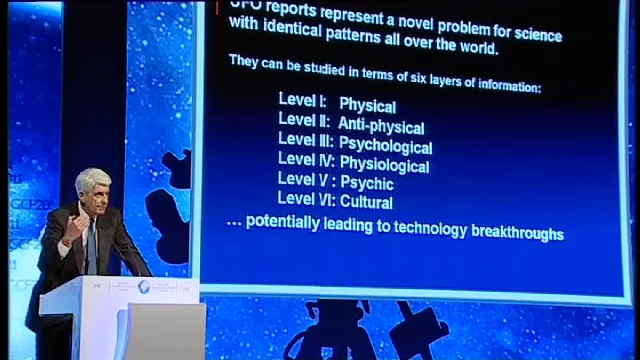 UFO reports represent a novel problem for science
with identical patterns all over the world.
They can be studied in terms of six layers of information:
Level I: Physical
Level II: Anti-physical
Level III: Psychological
Level IV: Physiological
Level V : Psychic
Level VI: Cultural
... potentially leading to technology breakthroughs